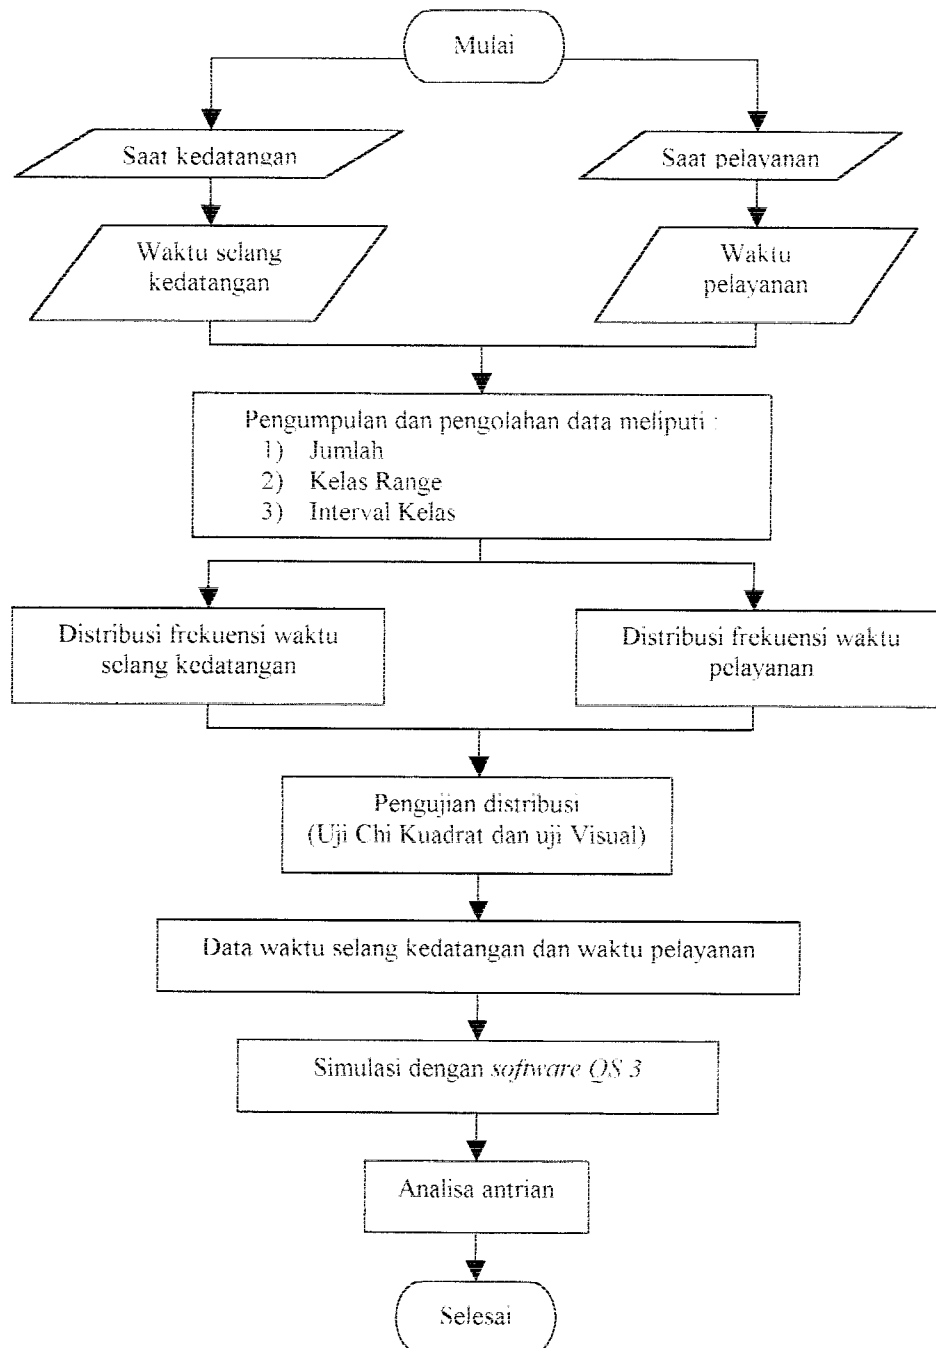 Mulai
Saat kedatangan
Saat pelayanan
Waktu selang
kedatangan
Waktu
pelayanan
Pengumpulan dan pengolahan data meliputi :
1) Jumlah
2) Kelas Range
3) Interval Kelas
Distribusi frekuensi waktu
selang kedatangan
Distribusi frekuensi waktu
pelayanan
Pengujian distribusi
(Uji Chi Kuadrat dan uji Visual)
Data waktu selang kedatangan dan waktu pelayanan
Simulasi dengan software QS 3
Analisa antrian
Selesai